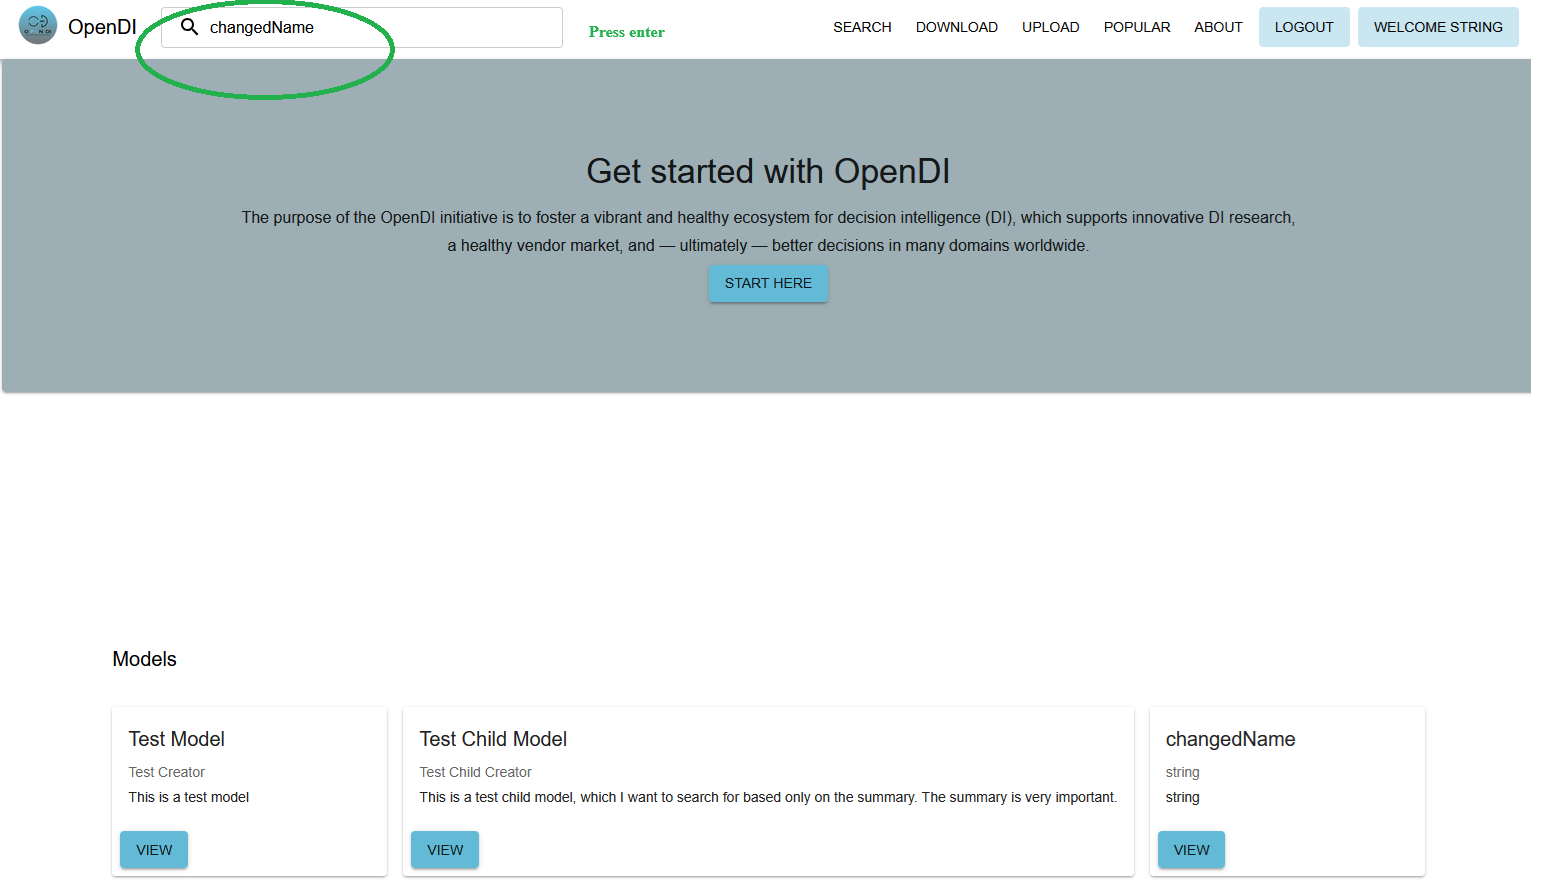 OpenDI
changedName
Press enter
SEARCH
DOWNLOAD
UPLOAD
POPULAR
ABOUT
LOGOUT
WELCOME STRING
Get started with OpenDI
The purpose of the OpenDI initiative is to foster a vibrant and healthy ecosystem for decision intelligence (DI), which supports innovative DI research,
a healthy vendor market, and — ultimately — better decisions in many domains worldwide.
START HERE
Models
Test Model
Test Creator
This is a test model
VIEW
Test Child Model
Test Child Creator
This is a test child model, which I want to search for based only on the summary. The summary is very important.
VIEW
changedName
string
string
VIEW